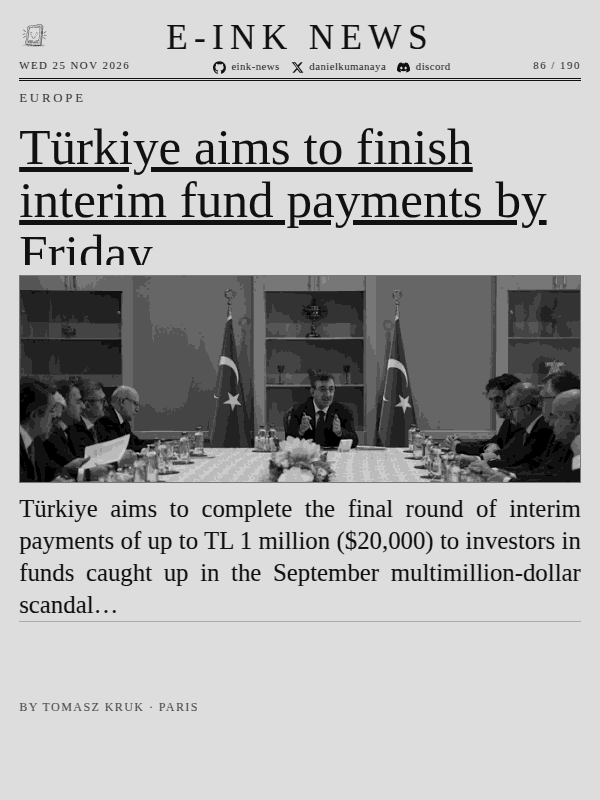 E-INK NEWS
WED 25 NOV 2026
eink-news danielkumanaya discord
86 / 190
EUROPE
Türkiye aims to finish
interim fund payments by
Friday
Türkiye aims to complete the final round of interim
payments of up to TL 1 million ($20,000) to investors in
funds caught up in the September multimillion-dollar
scandal…
BY TOMASZ KRUK · PARIS